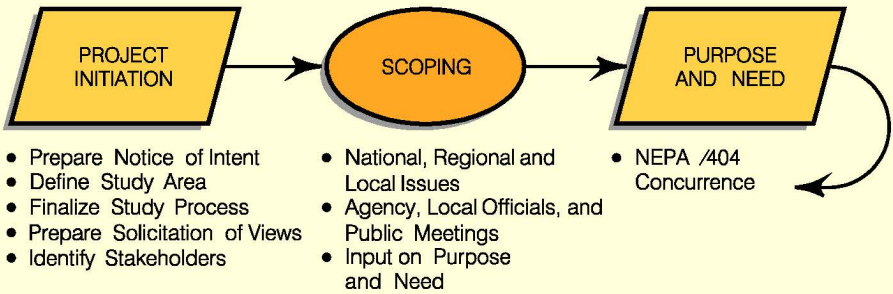 PROJECT
INITIATION
• Prepare Notice of Intent
• Define Study Area
• Finalize Study Process
• Prepare Solicitation of Views
• Identify Stakeholders
SCOPING
• National, Regional and
Local Issues
• Agency, Local Officials, and
Public Meetings
• Input on Purpose
and Need
PURPOSE
AND NEED
• NEPA /404
Concurrence